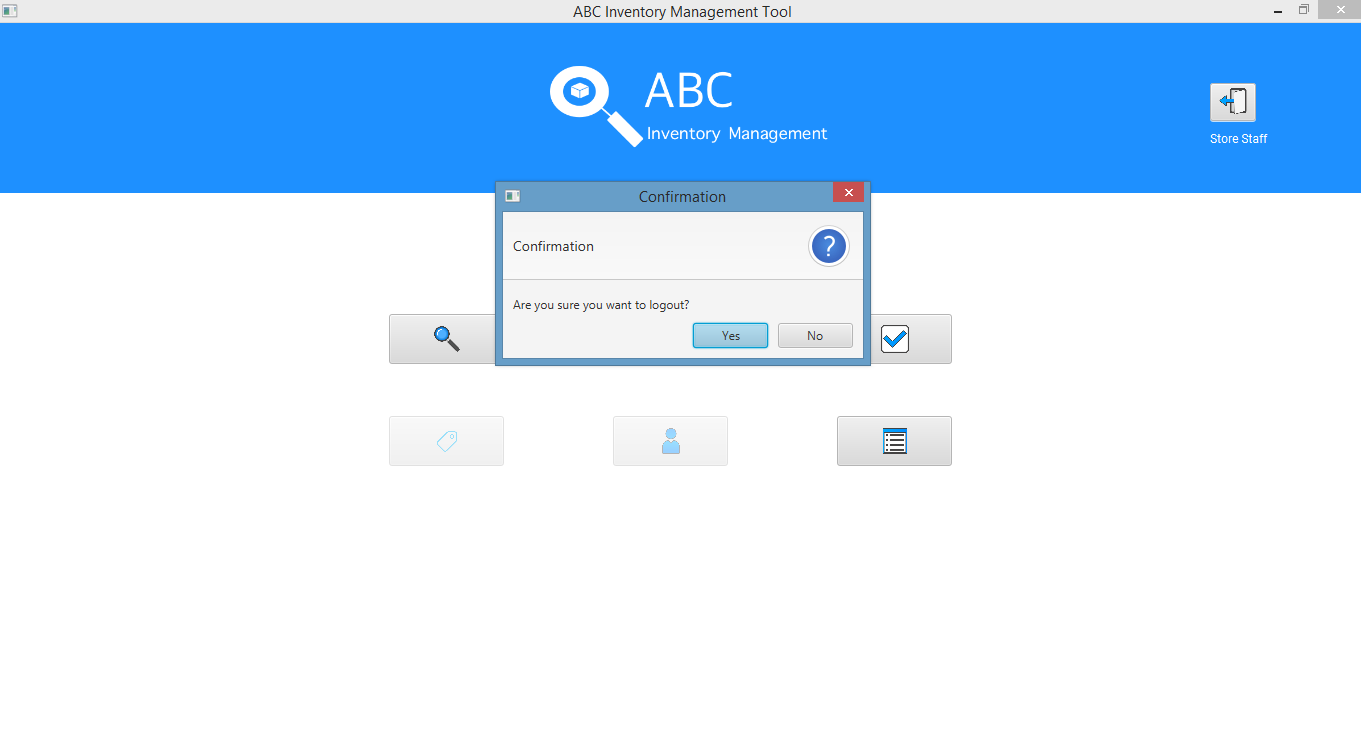 ABC Inventory Management Tool
ABC
Inventory Management
Store Staff
Confirmation
Confirmation
?
Are you sure you want to logout?
Yes
No